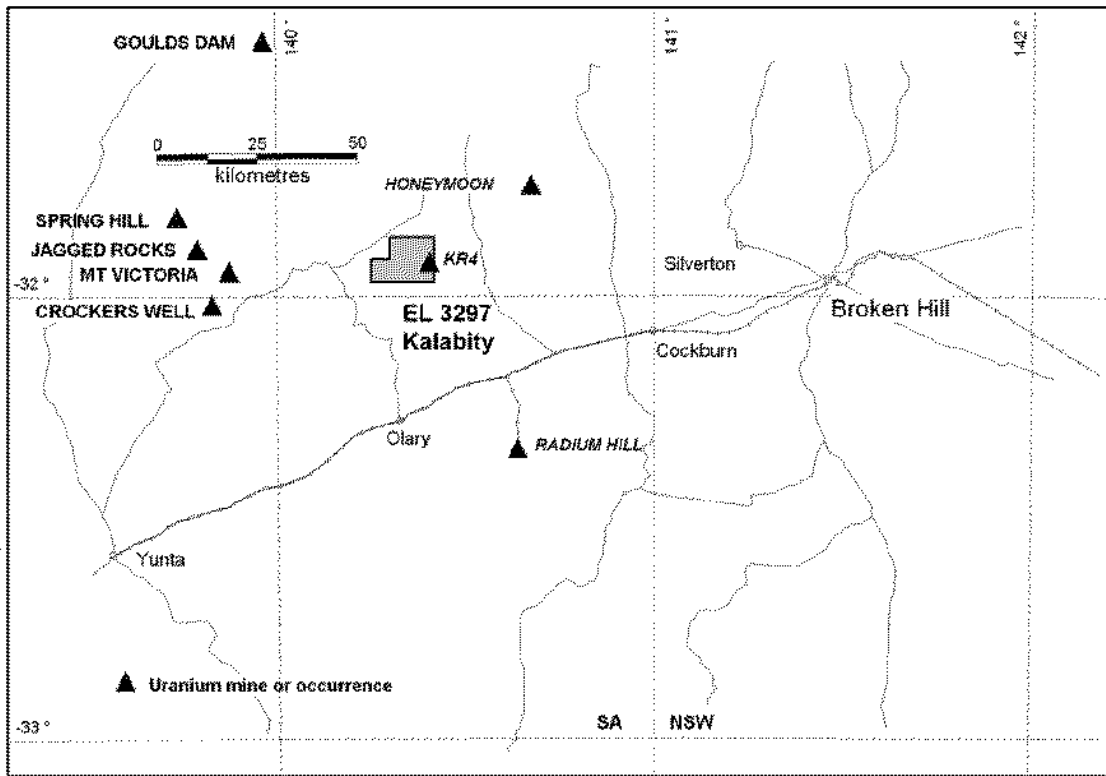 GOULDS DAM
140 °
141 °
142 °
0 25 50
kilometres
HONEYMOON
SPRING HILL
JAGGED ROCKS
MT VICTORIA
KR4
Silverton
-32 °
CROCKERS WELL
EL 3297
Kalabity
Broken Hill
Cockburn
Olary
RADIUM HILL
Yunta
Uranium mine or occurrence
-33 °
SA NSW